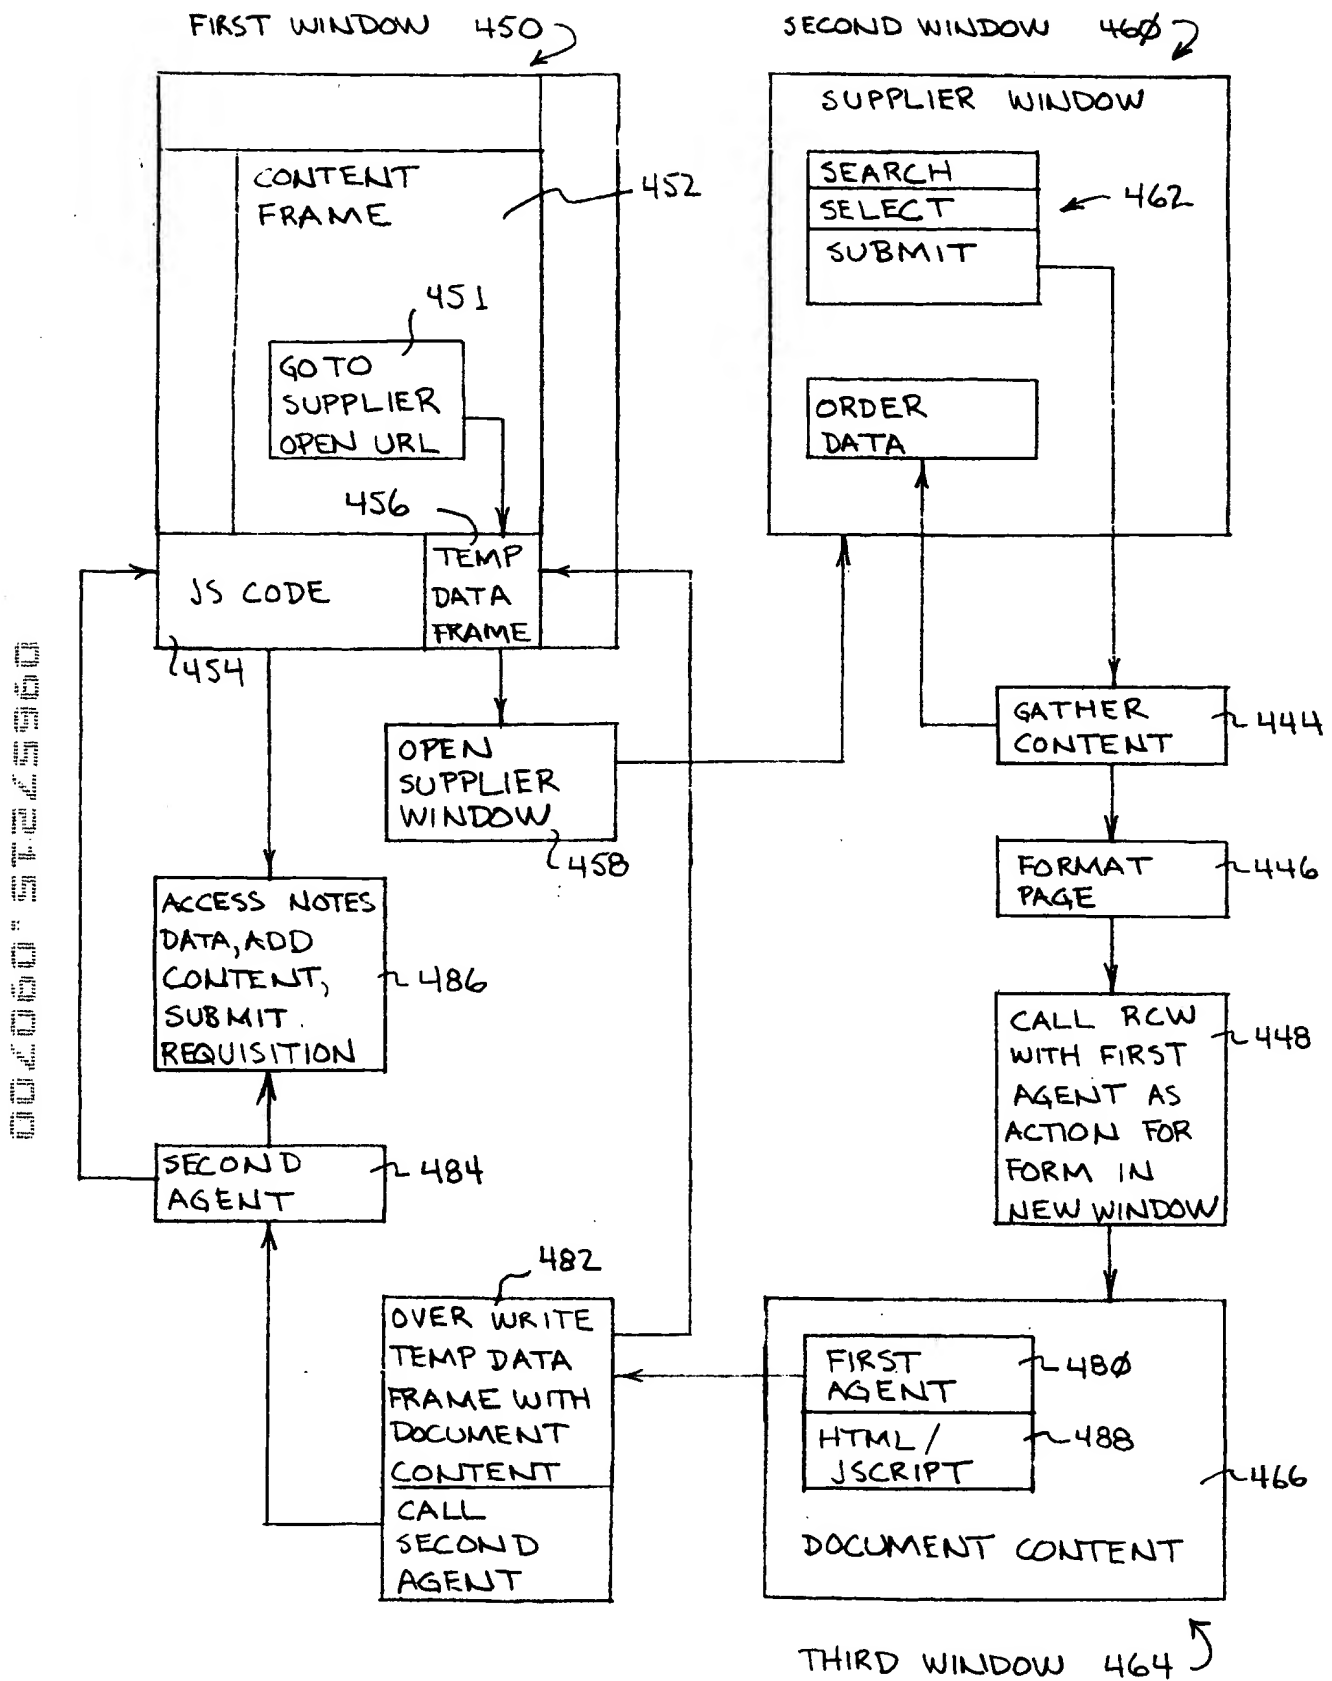 FIRST WINDOW 450
SECOND WINDOW 460
CONTENT
FRAME
452
451
GO TO
SUPPLIER
OPEN URL
456
JS CODE
454
TEMP
DATA
FRAME
SUPPLIER WINDOW
SEARCH
SELECT
SUBMIT
462
ORDER
DATA
OPEN
SUPPLIER
WINDOW
458
GATHER
CONTENT
444
FORMAT
PAGE
446
ACCESS NOTES
DATA, ADD
CONTENT,
SUBMIT
REQUISITION
486
CALL RCW
WITH FIRST
AGENT AS
ACTION FOR
FORM IN
NEW WINDOW
448
SECOND
AGENT
484
482
OVER WRITE
TEMP DATA
FRAME WITH
DOCUMENT
CONTENT
CALL
SECOND
AGENT
FIRST
AGENT
480
HTML/
JSCRIPT
488
466
DOCUMENT CONTENT
THIRD WINDOW 464
09657215.090700